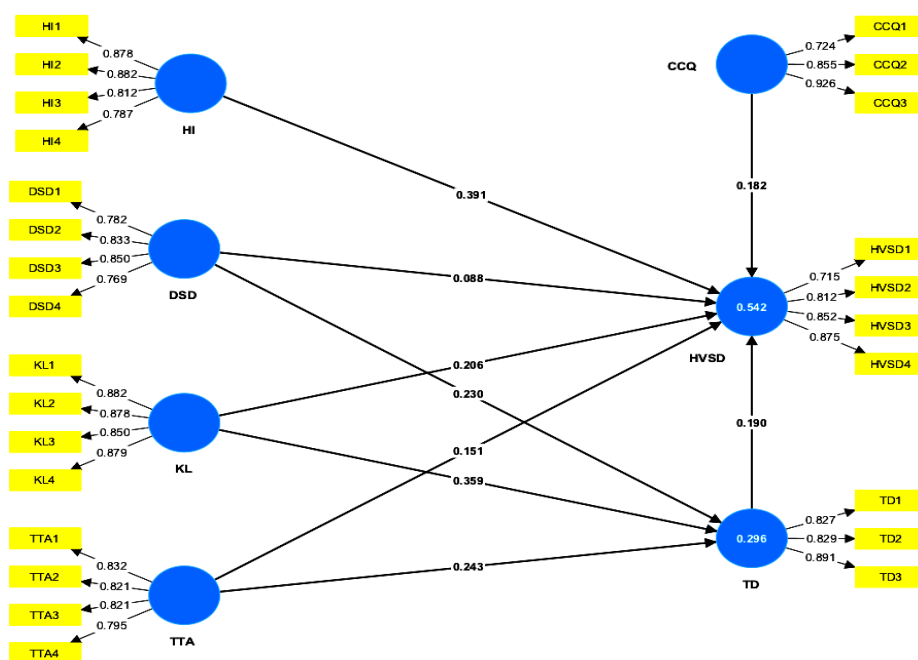 HI1
HI2
HI3
HI4
0.878
0.882
0.812
0.787
HI
DSD1
DSD2
DSD3
DSD4
0.782
0.833
0.850
0.769
DSD
KL1
KL2
KL3
KL4
0.882
0.878
0.850
0.879
KL
TTA1
TTA2
TTA3
TTA4
0.832
0.821
0.821
0.795
TTA
0.391
0.088
0.206
0.230
0.151
0.359
0.243
CCQ
0.724
0.855
0.926
CCQ1
CCQ2
CCQ3
0.182
0.542
HVSD
0.715
0.812
0.852
0.875
HVSD1
HVSD2
HVSD3
HVSD4
0.190
0.296
TD
0.827
0.829
0.891
TD1
TD2
TD3